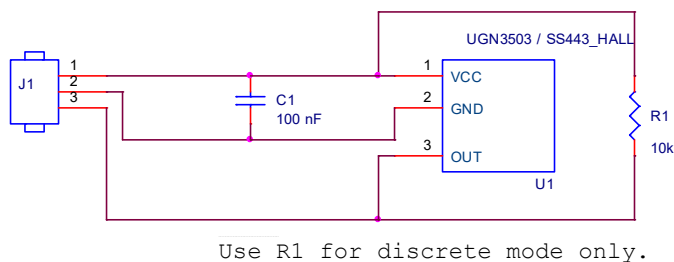 UGN3503 / SS443_HALL
J1
1
2
3
C1
100 nF
1
VCC
2
GND
3
OUT
U1
R1
10k
Use R1 for discrete mode only.